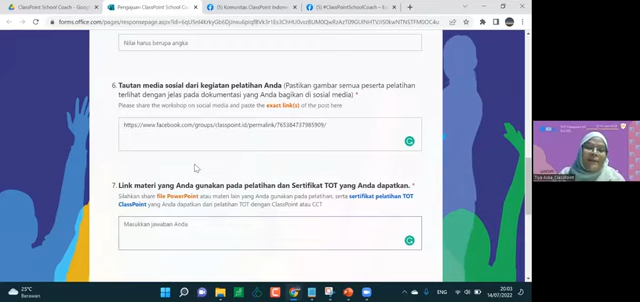 ClassPoint School Coach - Goog
Pengajuan ClassPoint School Co
(5) Komunitas ClassPoint Indone
(5) #ClassPointSchoolCoach | F
forms.office.com/pages/responsepage.aspx?id=
Nilai harus berupa angka
6. Tautan media sosial dari kegiatan pelatihan Anda (Pastikan gambar semua peserta pelatihan
terlihat dengan jelas pada dokumentasi yang Anda bagikan di sosial media) *
Please share the workshop on social media and paste the exact link(s) of the post here
https://www.facebook.com/groups/classpoint.id/permalink/765384737985909/
7. Link materi yang Anda gunakan pada pelatihan dan Sertifikat TOT yang Anda dapatkan. *
Silahkan share file PowerPoint atau materi lain yang Anda gunakan pada pelatihan, serta sertifikat pelatihan TOT
ClassPoint yang Anda dapatkan dari pelatihan TOT dengan ClassPoint atau CCT
Masukkan jawaban Anda
25°C
Berawan
20:03
14/07/2022